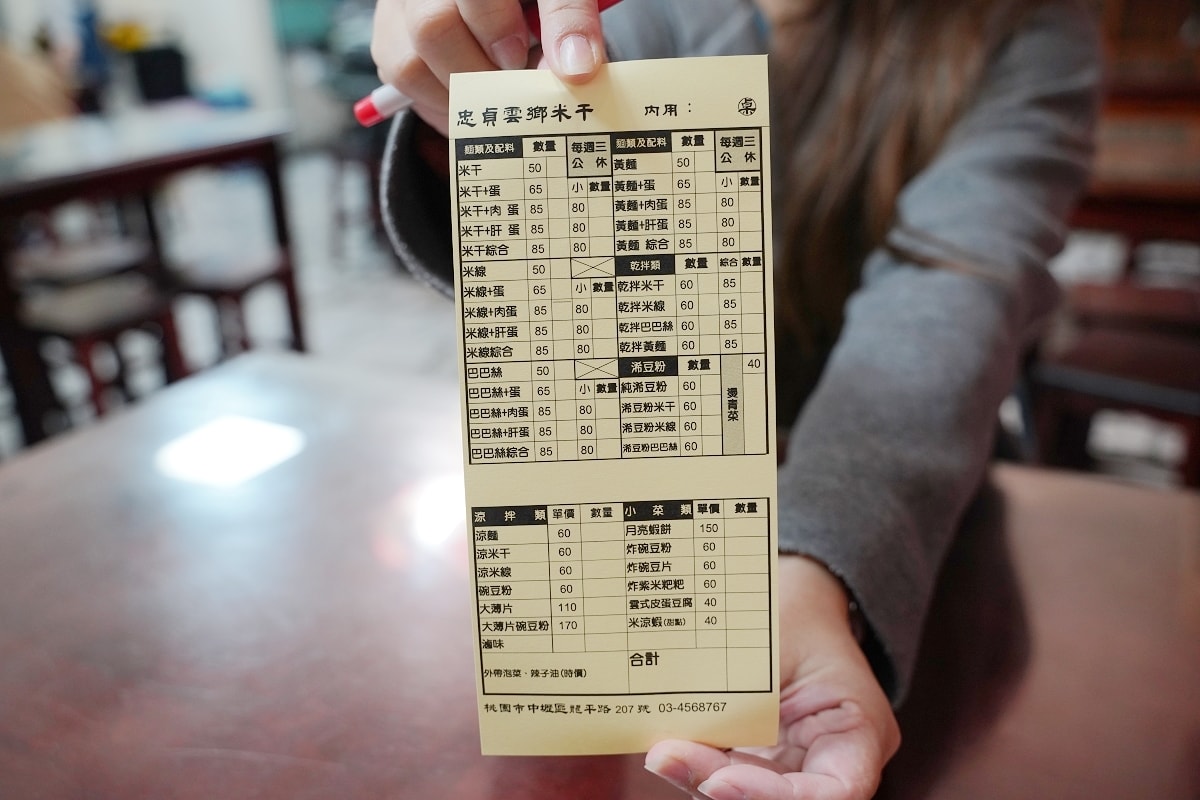 忠貞雲鄉米干 內用： 桌
麵類及配料 數量 每週三公休
米干 50
米干+蛋 65 小 數量
米干+肉 蛋 85 80
米干+肝 蛋 85 80
米干綜合 85 80
米線 50
米線+蛋 65 小 數量
米線+肉蛋 85 80
米線+肝蛋 85 80
米線綜合 85 80
巴巴絲 50
巴巴絲+蛋 65 小 數量
巴巴絲+肉蛋 85 80
巴巴絲+肝蛋 85 80
巴巴絲綜合 85 80
麵類及配料 數量 每週三公休
黃麵 50
黃麵+蛋 65 小 數量
黃麵+肉蛋 85 80
黃麵+肝蛋 85 80
黃麵 綜合 85 80
乾拌類 數量 綜合 數量
乾拌米干 60 85
乾拌米線 60 85
乾拌巴巴絲 60 85
乾拌黃麵 60 85
浠豆粉 數量
純浠豆粉 60
浠豆粉米干 60
浠豆粉米線 60
浠豆粉巴巴絲 60
燙青菜 40
涼拌類 單價 數量
涼麵 60
涼米干 60
涼米線 60
碗豆粉 60
大薄片 110
大薄片碗豆粉 170
滷味
外帶泡菜、辣子油(時價)
小菜類 單價 數量
月亮蝦餅 150
炸碗豆粉 60
炸碗豆片 60
炸紫米粑粑 60
雲式皮蛋豆腐 40
米涼蝦(甜點) 40
合計
桃園市中壢區龍平路 207 號 03-4568767